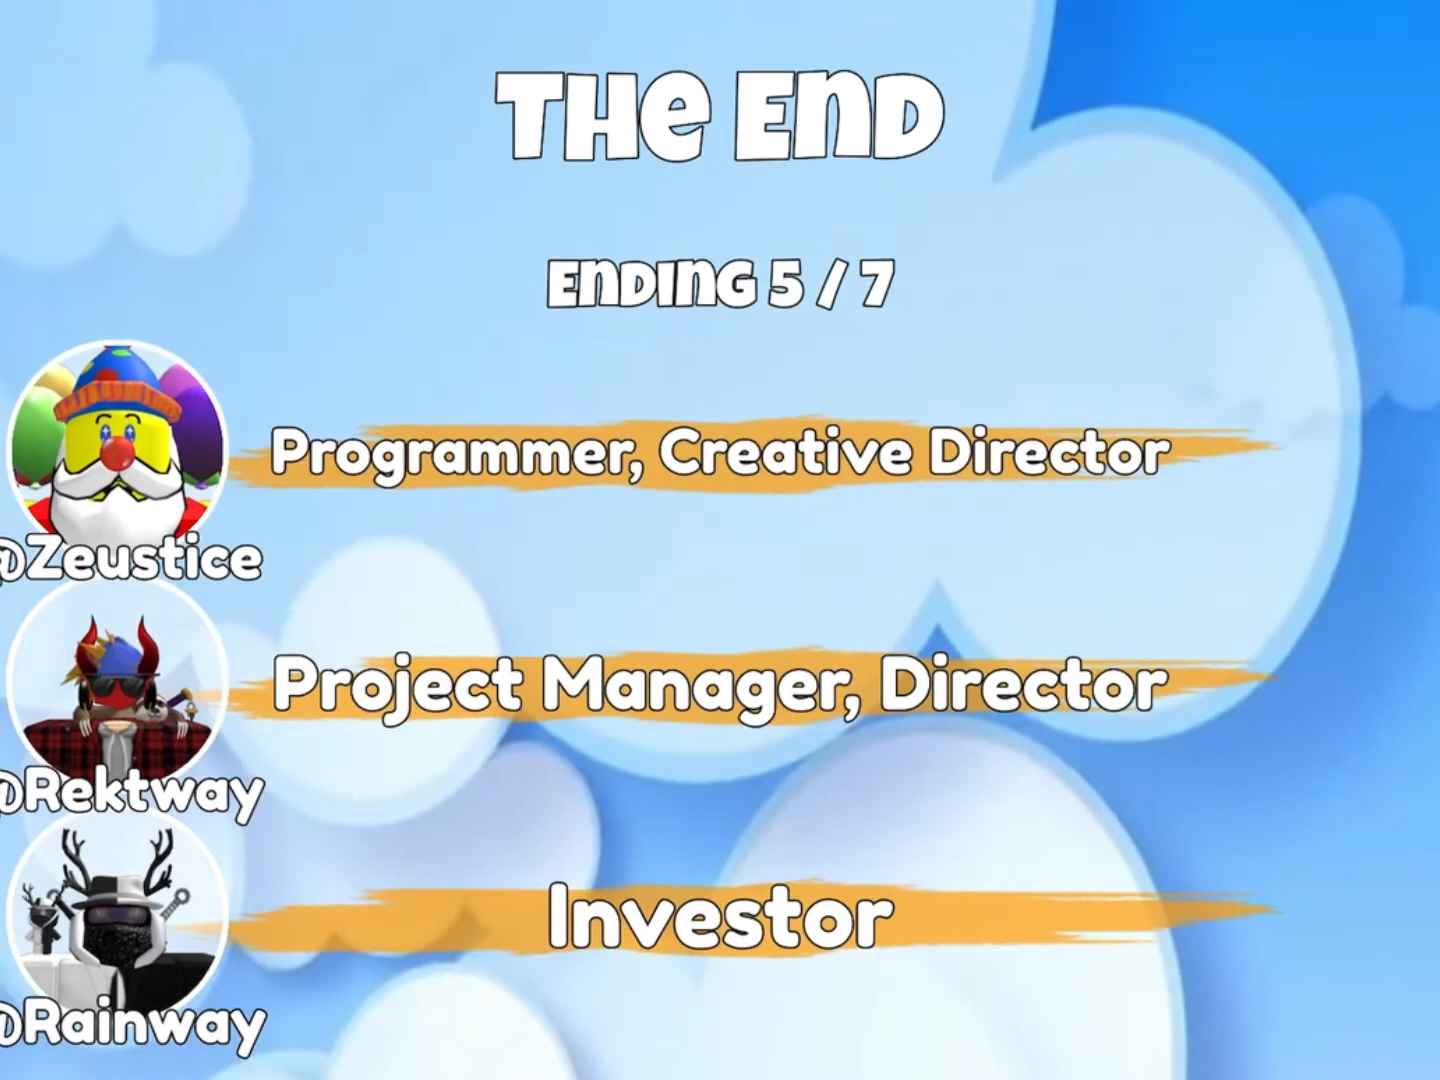 The End
Ending 5 / 7
Programmer, Creative Director
@Zeustice
Project Manager, Director
@Rektway
Investor
@Rainway